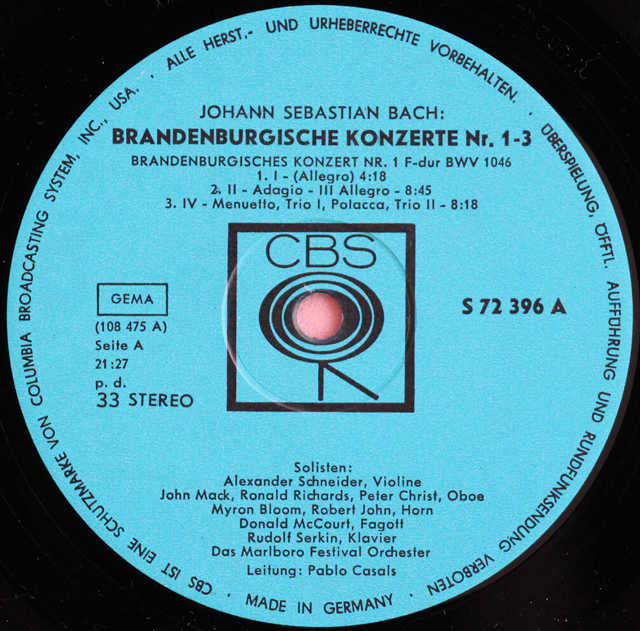 CBS IST EINE SCHUTZMARKE VON COLUMBIA BROADCASTING SYSTEM, INC., USA. · ALLE HERST.- UND URHEBERRECHTE VORBEHALTEN. · ÜBERSPIELUNG, ÖFFTL. AUFFÜHRUNG UND RUNDFUNKSENDUNG VERBOTEN · MADE IN GERMANY ·
JOHANN SEBASTIAN BACH:
BRANDENBURGISCHE KONZERTE Nr. 1-3
BRANDENBURGISCHES KONZERT NR. 1 F-dur BWV 1046
1. I - (Allegro) 4:18
2. II - Adagio - III Allegro - 8:45
3. IV - Menuetto, Trio I, Polacca, Trio II - 8:18
CBS
GEMA
(108 475 A)
Seite A
21:27
p. d.
33 STEREO
S 72 396 A
Solisten:
Alexander Schneider, Violine
John Mack, Ronald Richards, Peter Christ, Oboe
Myron Bloom, Robert John, Horn
Donald McCourt, Fagott
Rudolf Serkin, Klavier
Das Marlboro Festival Orchester
Leitung: Pablo Casals